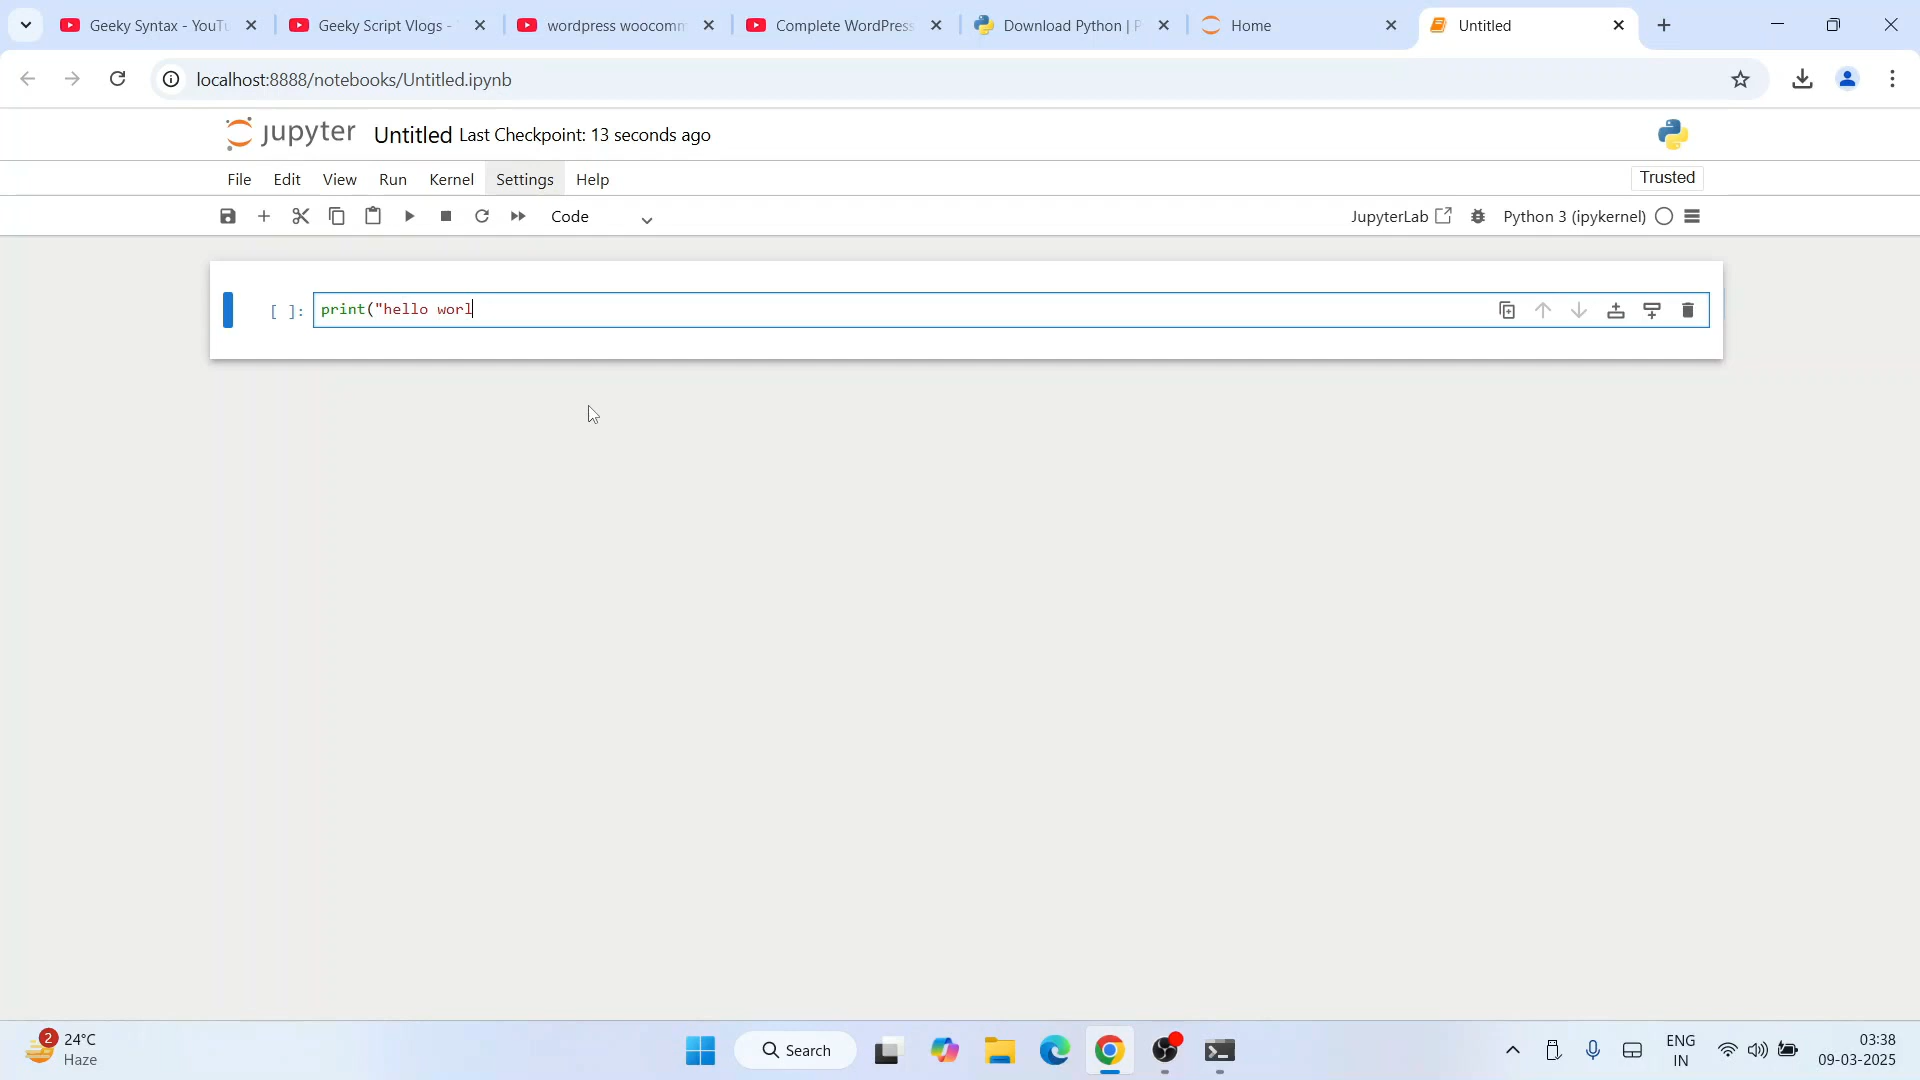 Geeky Syntax - YouTu
Geeky Script Vlogs -
wordpress woocomm
Complete WordPress
Download Python | P
Home
Untitled
localhost:8888/notebooks/Untitled.ipynb
jupyter Untitled Last Checkpoint: 13 seconds ago
File Edit View Run Kernel Settings Help
Trusted
Code
JupyterLab
Python 3 (ipykernel)
[ ]: print("hello worl
2
24°C
Haze
Search
ENG
IN
03:38
09-03-2025